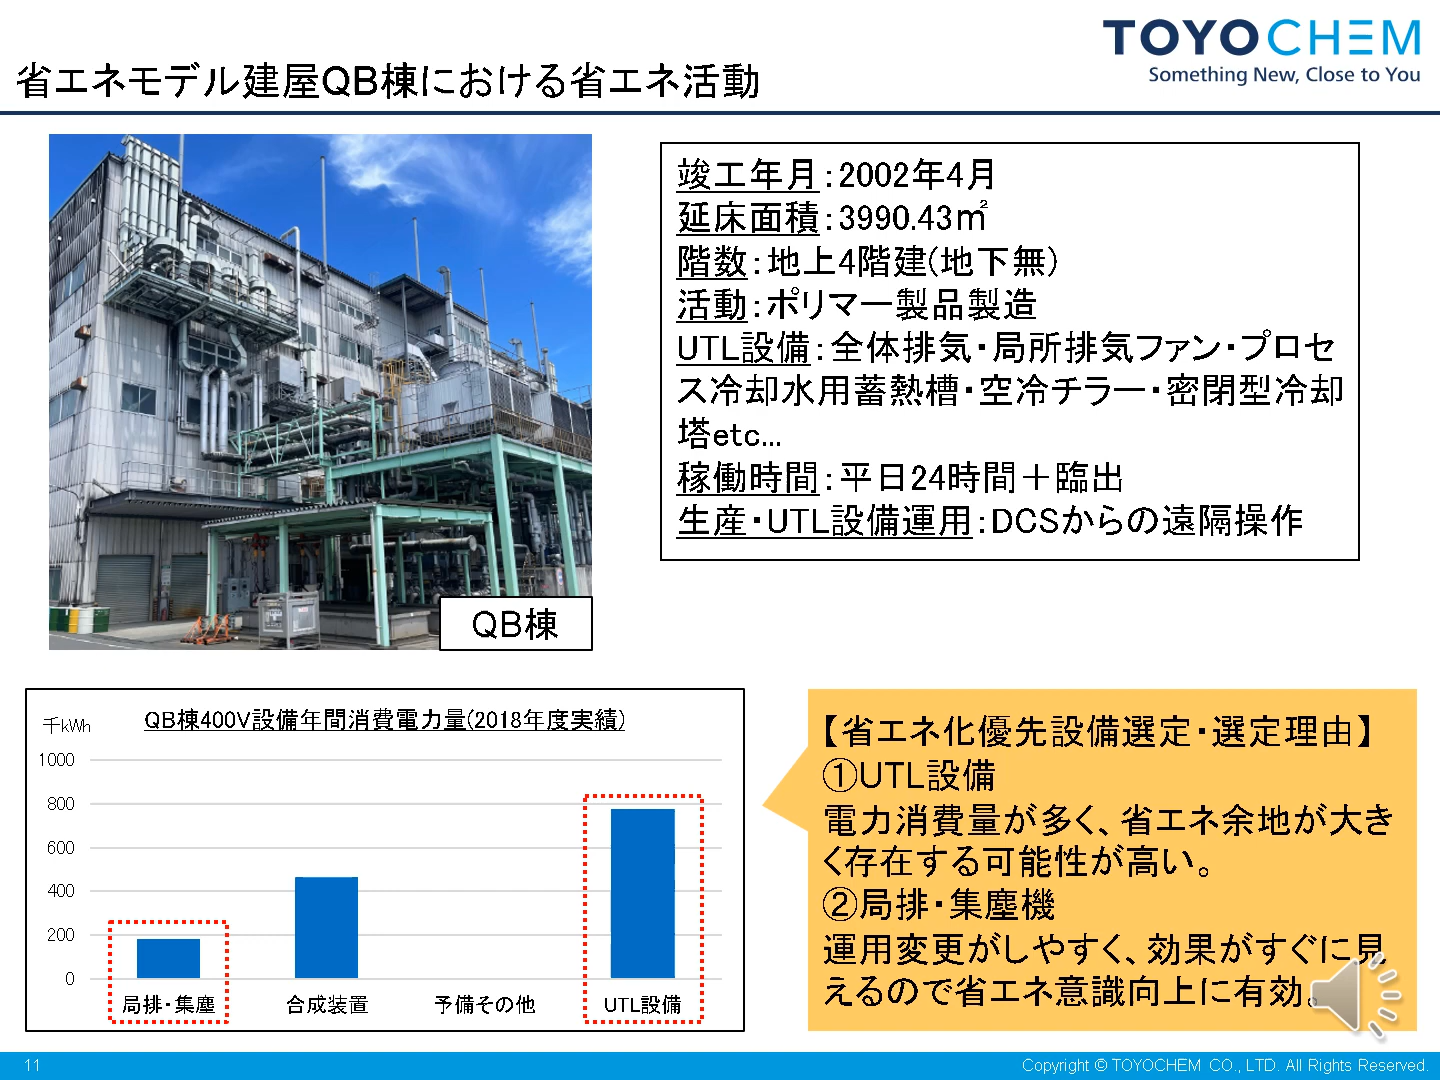 TOYOCHEM
Something New, Close to You
省エネモデル建屋QB棟における省エネ活動
竣工年月：2002年4月
延床面積：3990.43㎡
階数：地上4階建(地下無)
活動：ポリマー製品製造
UTL設備：全体排気・局所排気ファン・プロセ
ス冷却水用蓄熱槽・空冷チラー・密閉型冷却
塔etc...
稼働時間：平日24時間＋臨出
生産・UTL設備運用：DCSからの遠隔操作
QB棟
千kWh
QB棟400V設備年間消費電力量(2018年度実績)
1000
800
600
400
200
0
局排・集塵 合成装置 予備その他 UTL設備
【省エネ化優先設備選定・選定理由】
①UTL設備
電力消費量が多く、省エネ余地が大き
く存在する可能性が高い。
②局排・集塵機
運用変更がしやすく、効果がすぐに見
えるので省エネ意識向上に有効。
11
Copyright © TOYOCHEM CO., LTD. All Rights Reserved.